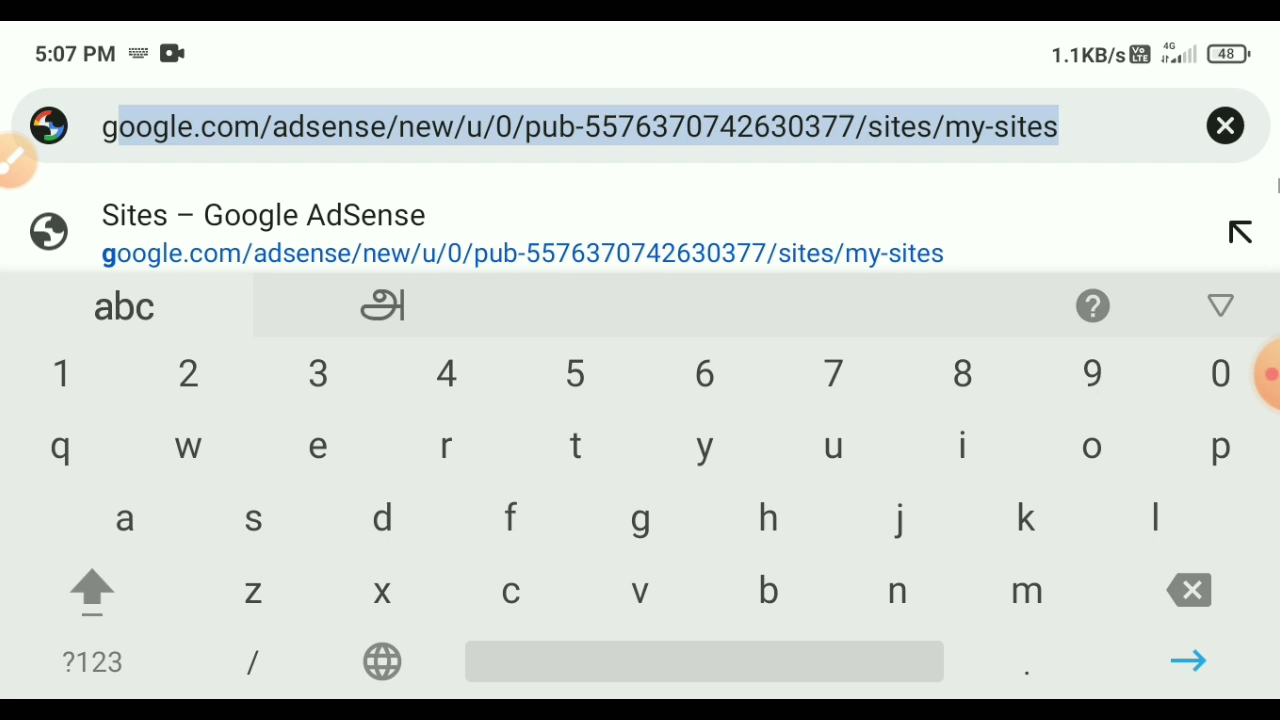 5:07 PM 1.1KB/s Vo LTE 4G 48
google.com/adsense/new/u/0/pub-5576370742630377/sites/my-sites
Sites – Google AdSense
google.com/adsense/new/u/0/pub-5576370742630377/sites/my-sites
abc அ ?
1 2 3 4 5 6 7 8 9 0
q w e r t y u i o p
a s d f g h j k l
z x c v b n m
?123 / .